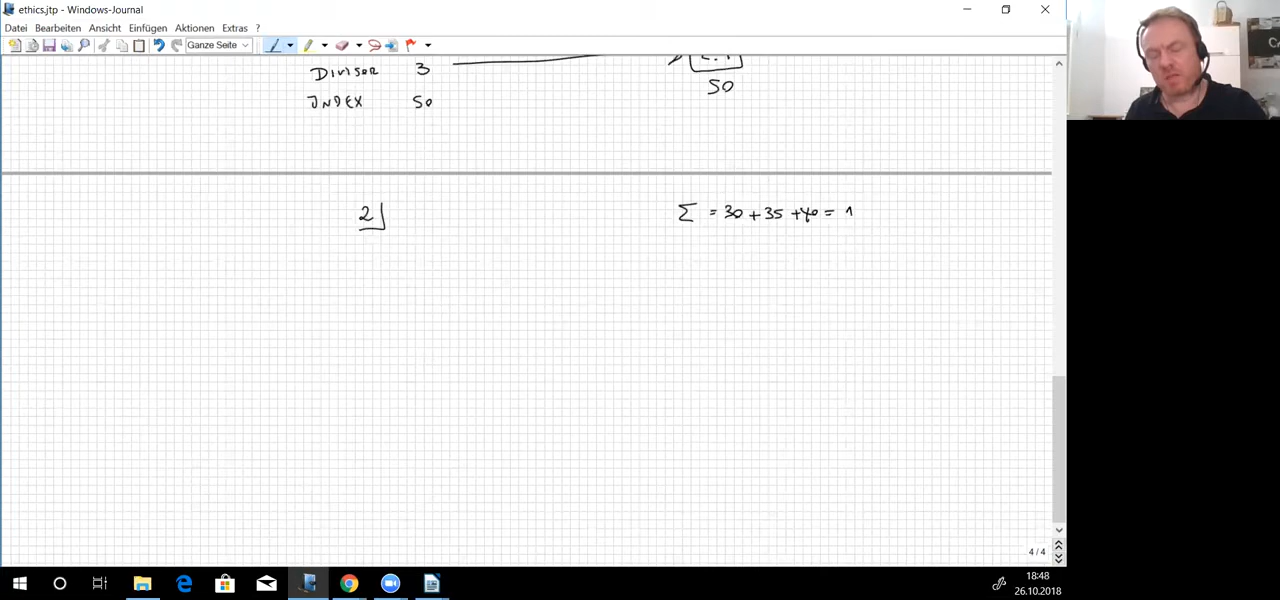 ethics.jtp - Windows-Journal
Datei Bearbeiten Ansicht Einfügen Aktionen Extras ?
Ganze Seite
Divisor 3
INDEX 50
50
2
Σ = 30 + 35 + 40 = 1
4/4
18:48
26.10.2018